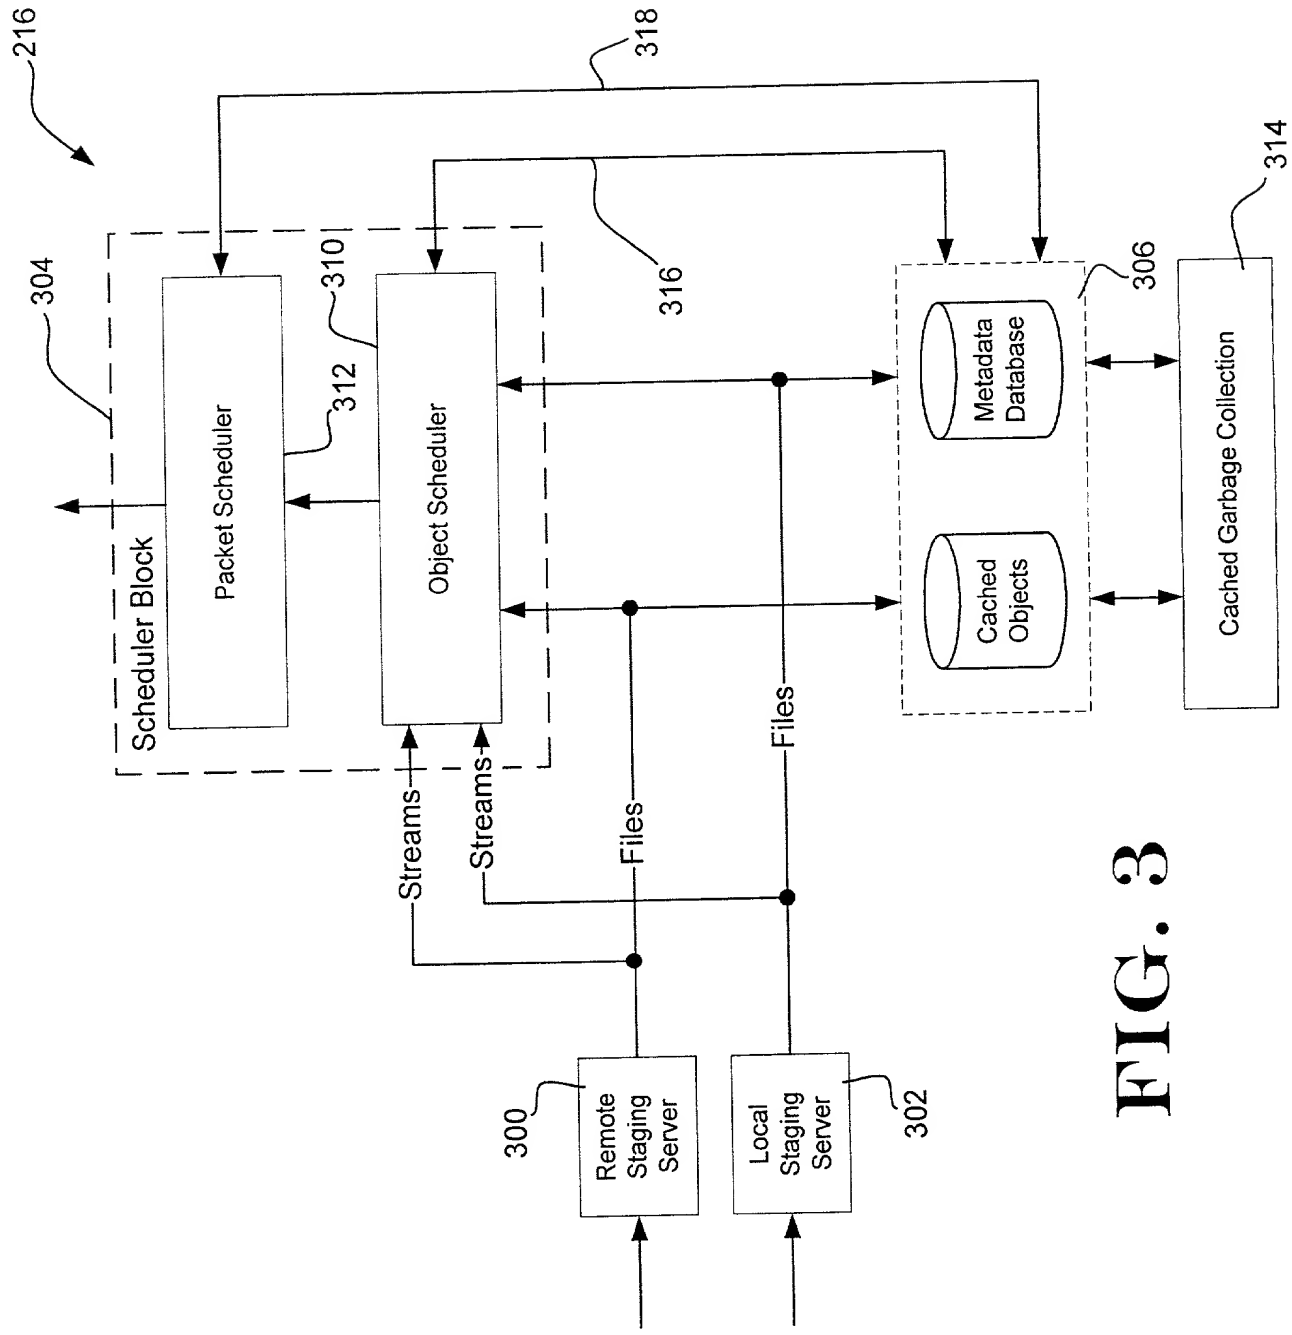 216
318
304
310
312
316
314
306
Scheduler Block
Packet Scheduler
Object Scheduler
Streams
Streams
Files
Files
Metadata
Database
Cached
Objects
Cached Garbage Collection
300
Remote
Staging
Server
Local
Staging
Server
302
FIG. 3